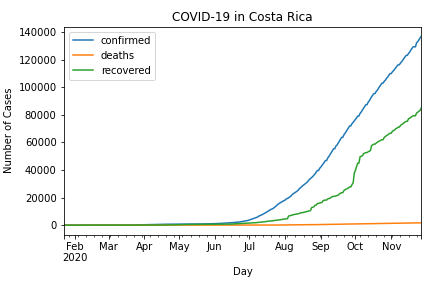 COVID-19 in Costa Rica
140000
120000
100000
80000
60000
40000
20000
0
Number of Cases
confirmed
deaths
recovered
Feb Mar Apr May Jun Jul Aug Sep Oct Nov
2020
Day